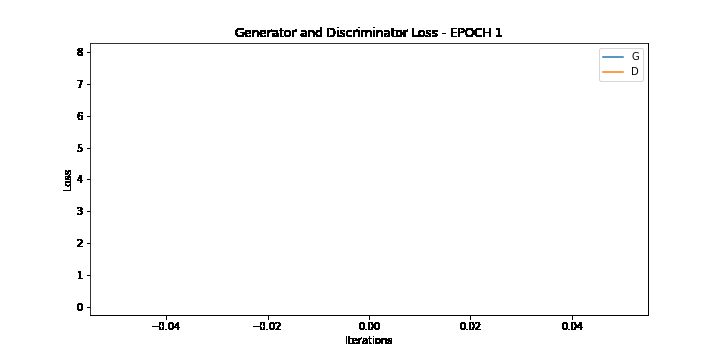 Generator and Discriminator Loss - EPOCH 1
G
D
8
7
6
5
4
3
2
1
0
Loss
−0.04 −0.02 0.00 0.02 0.04
Iterations